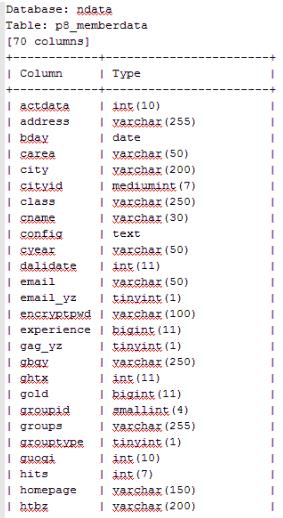 Database: ndata
Table: p8_memberdata
[70 columns]
+------------+----------------------+
| Column | Type |
+------------+----------------------+
| actdata | int(10) |
| address | varchar(255) |
| bday | date |
| carea | varchar(50) |
| city | varchar(200) |
| cityid | mediumint(7) |
| class | varchar(250) |
| cname | varchar(30) |
| config | text |
| cyear | varchar(50) |
| dalidate | int(11) |
| email | varchar(50) |
| email_yz | tinyint(1) |
| encryptpwd | varchar(100) |
| experience | bigint(11) |
| gag_yz | tinyint(1) |
| gbqy | varchar(250) |
| ghtx | int(11) |
| gold | bigint(11) |
| groupid | smallint(4) |
| groups | varchar(255) |
| grouptype | tinyint(1) |
| guoqi | int(10) |
| hits | int(7) |
| homepage | varchar(150) |
| htbz | varchar(200) |